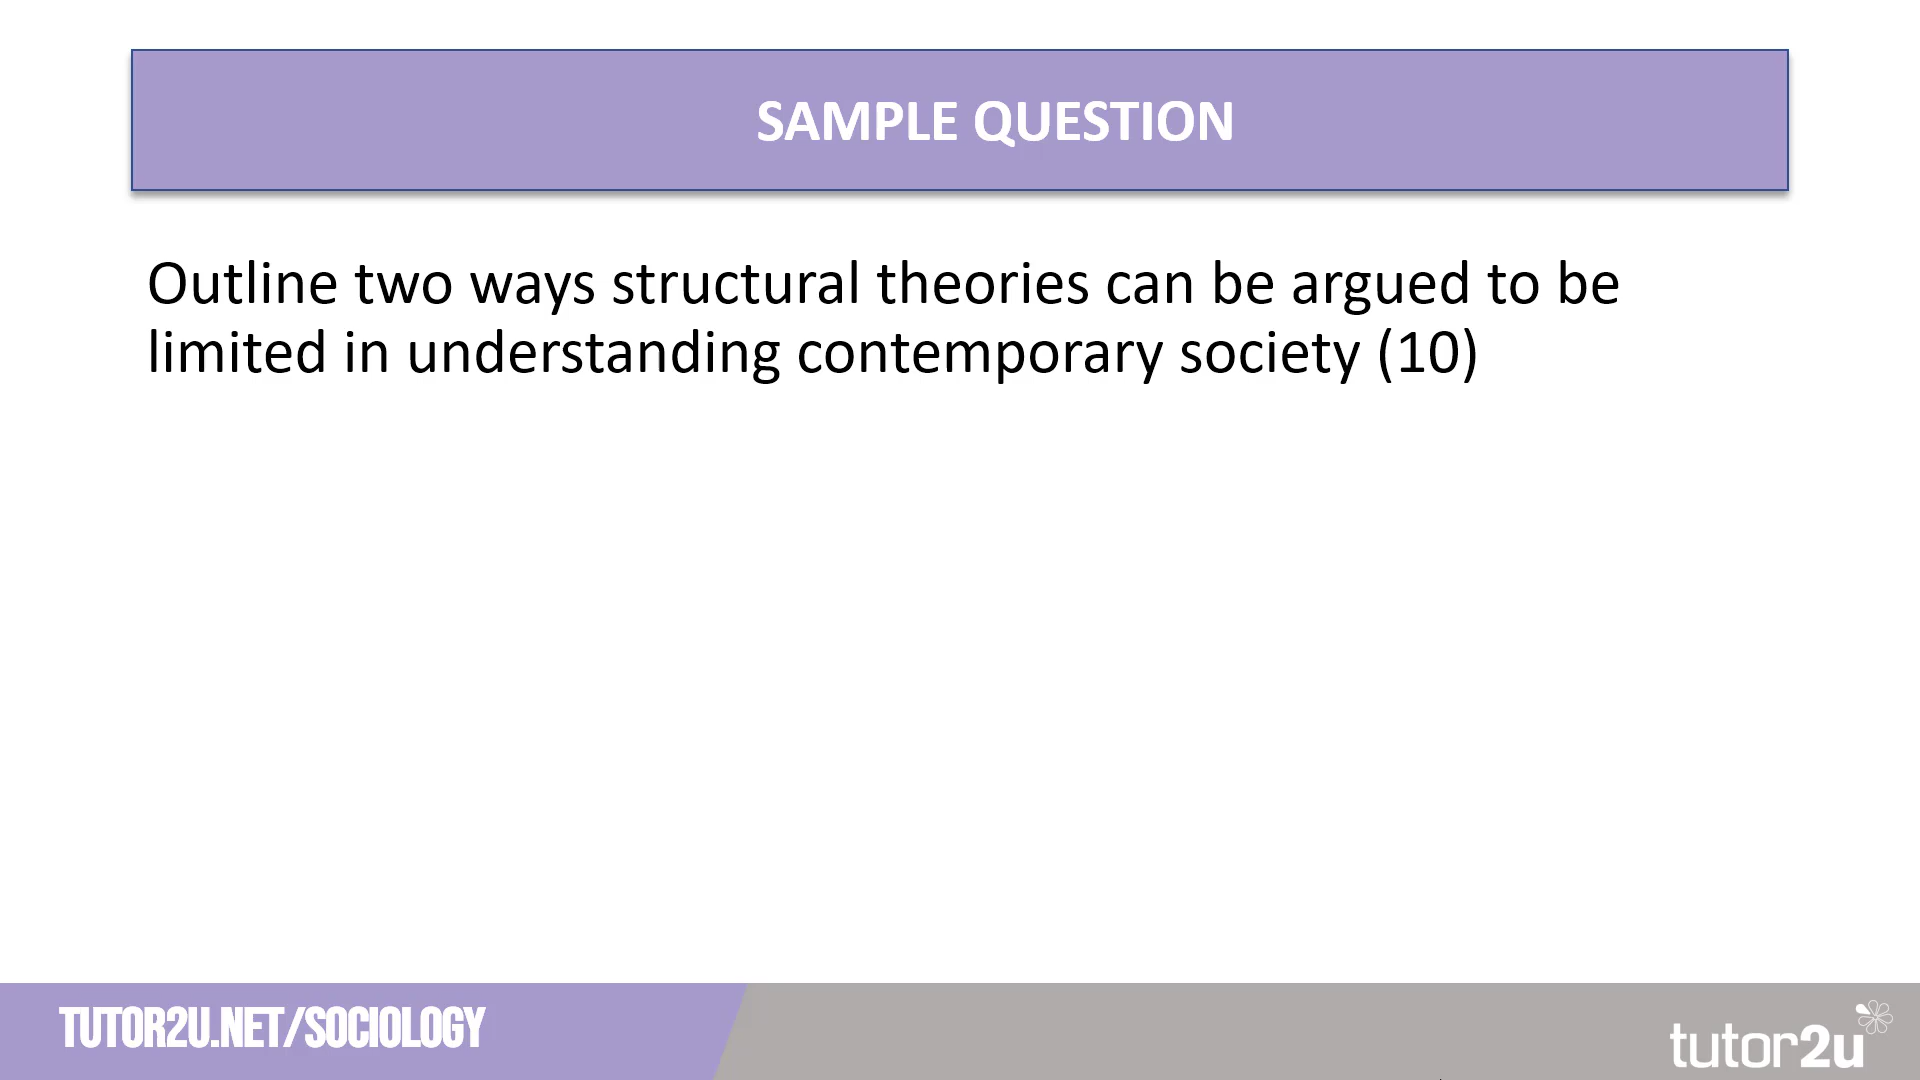 SAMPLE QUESTION
Outline two ways structural theories can be argued to be
limited in understanding contemporary society (10)
TUTOR2U.NET/SOCIOLOGY
tutor2u